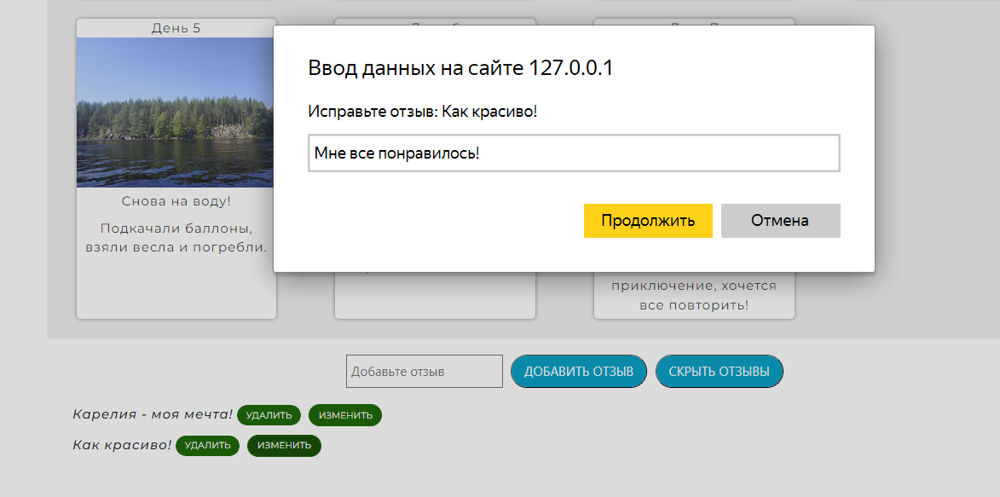 День 5
Ввод данных на сайте 127.0.0.1
Исправьте отзыв: Как красиво!
Мне все понравилось!
Продолжить Отмена
Снова на воду!
Подкачали баллоны,
взяли весла и погребли.
приключение, хочется
все повторить!
Добавьте отзыв ДОБАВИТЬ ОТЗЫВ СКРЫТЬ ОТЗЫВЫ
Карелия - моя мечта! УДАЛИТЬ ИЗМЕНИТЬ
Как красиво! УДАЛИТЬ ИЗМЕНИТЬ